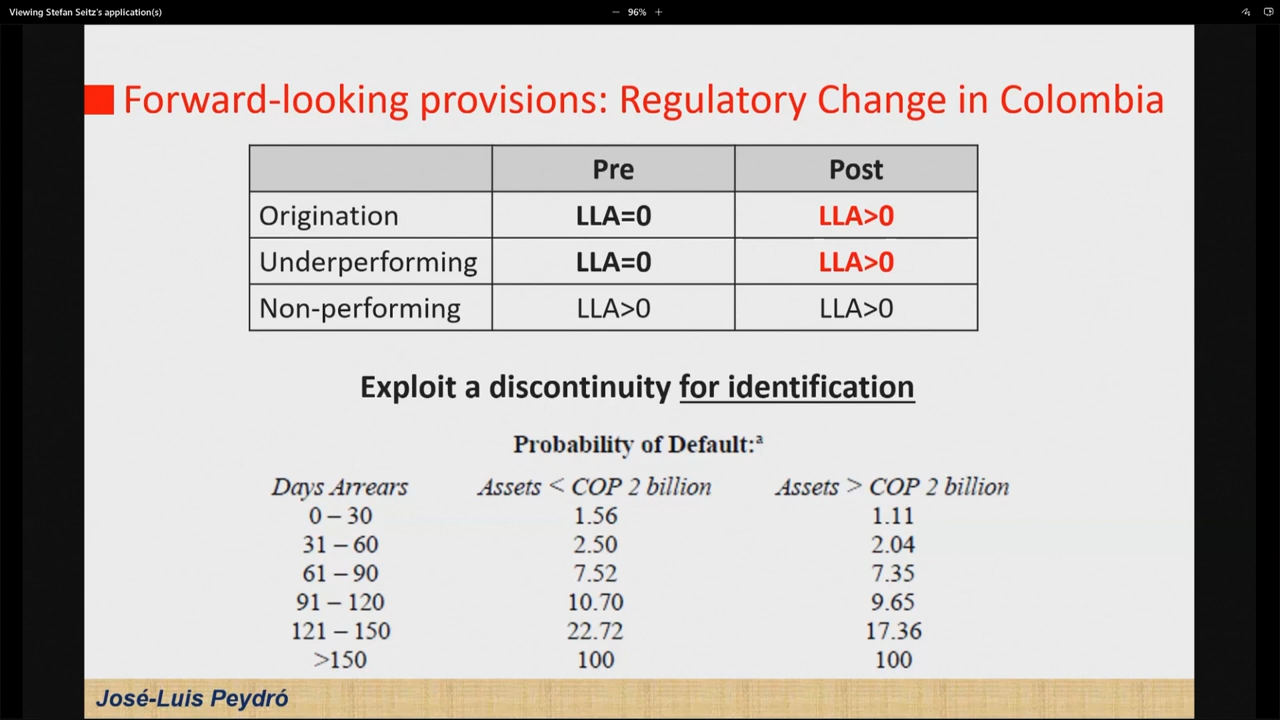 Viewing Stefan Seitz's application(s)
− 96% +
Forward-looking provisions: Regulatory Change in Colombia
Pre Post
Origination LLA=0 LLA>0
Underperforming LLA=0 LLA>0
Non-performing LLA>0 LLA>0
Exploit a discontinuity for identification
Probability of Default:ª
Days Arrears Assets < COP 2 billion Assets > COP 2 billion
0 – 30 1.56 1.11
31 – 60 2.50 2.04
61 – 90 7.52 7.35
91 – 120 10.70 9.65
121 – 150 22.72 17.36
>150 100 100
José-Luis Peydró